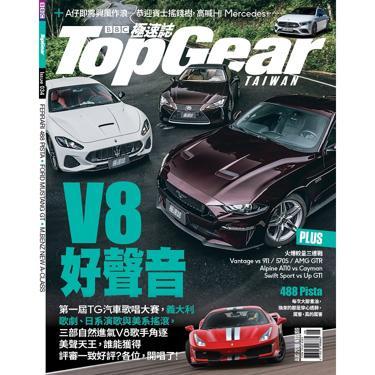 + A仔即將興風作浪，恭迎賓士搖錢樹，高喊Hi Mercedes！
BBC 極速誌
TopGear
TAIWAN
FERRARI 488 PISTA + FORD MUSTANG GT + M.BENZ NEW A-CLASS
V8
好聲音
第一屆TG汽車歌唱大賽，義大利
歌劇、日系演歌與美系搖滾。
三部自然進氣V8歌手角逐
美聲天王，誰能獲得
評審一致好評？各位，開唱了！
PLUS
火爆較量三連戰
Vantage vs 911 / 570S / AMG GTR
Alpine A110 vs Cayman
Swift Sport vs Up GTI
488 Pista